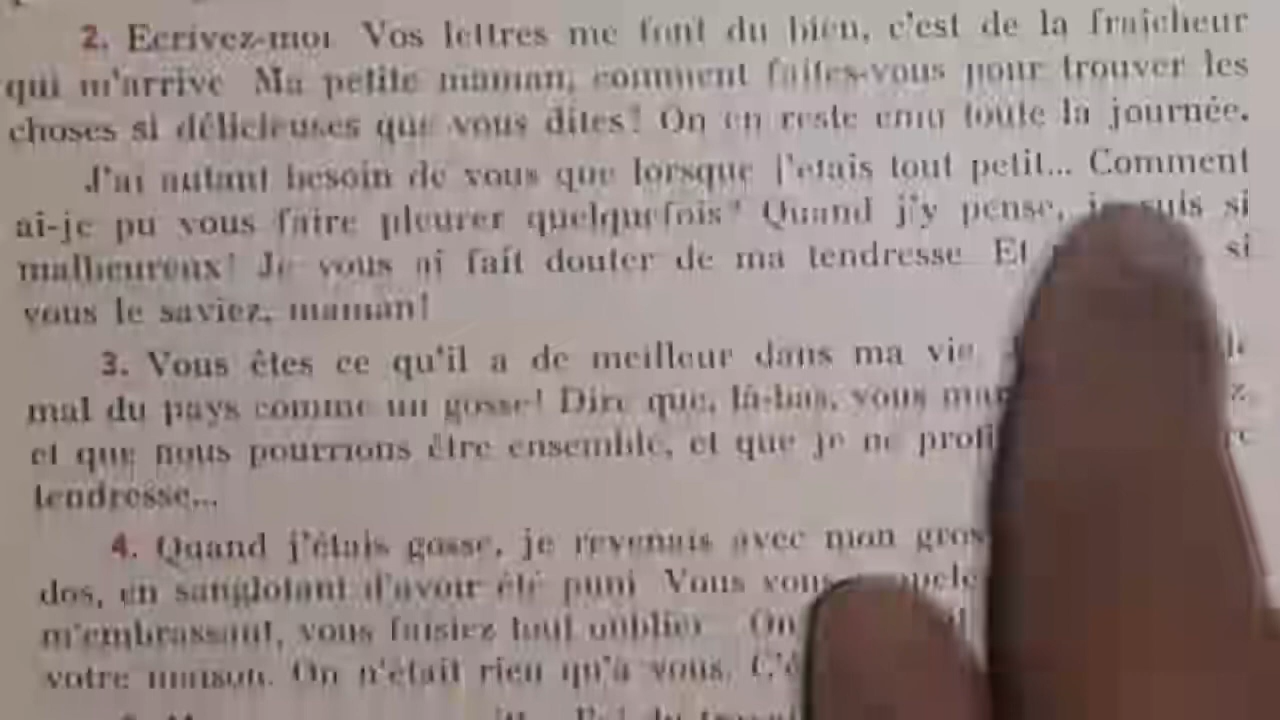 2. Ecrivez-moi Vos lettres me font du bien, c'est de la fraîcheur
qui m'arrive Ma petite maman, comment faites-vous pour trouver les
choses si délicieuses que vous dites! On en reste emu toute la journée.
J'ai autant besoin de vous que lorsque j'etais tout petit... Comment
ai-je pu vous faire pleurer quelquefois? Quand j'y pense, je suis si
malheureux! Je vous ai fait douter de ma tendresse Et si
vous le saviez, maman!
3. Vous êtes ce qu'il a de meilleur dans ma vie
mal du pays comme un gosse! Dire que, là-bas, vous
et que nous pourrions être ensemble, et que je ne
tendresse...
4. Quand j'étais gosse, je revenais avec mon gros
dos, en sanglotant d'avoir été puni Vous vous
m'embrassant, vous faisiez tout oublier On
votre maison. On n'était rien qu'à vous.